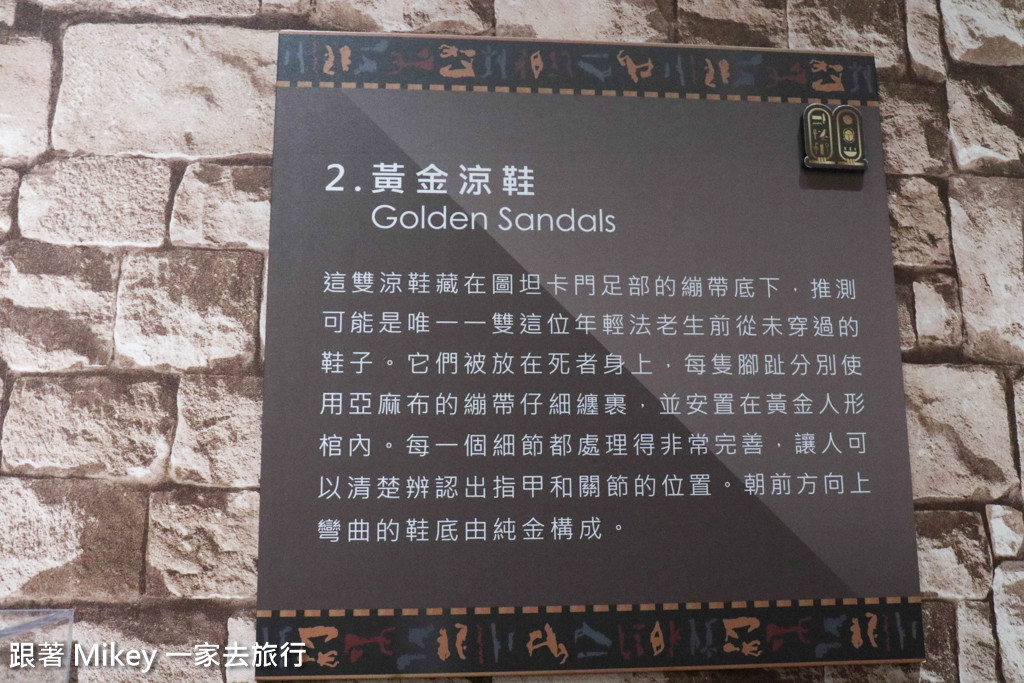 2.黃金涼鞋
Golden Sandals
這雙涼鞋藏在圖坦卡門足部的繃帶底下，推測
可能是唯一一雙這位年輕法老生前從未穿過的
鞋子。它們被放在死者身上，每隻腳趾分別使
用亞麻布的繃帶仔細纏裹，並安置在黃金人形
棺內。每一個細節都處理得非常完善，讓人可
以清楚辨認出指甲和關節的位置。朝前方向上
彎曲的鞋底由純金構成。
跟著 Mikey 一家去旅行